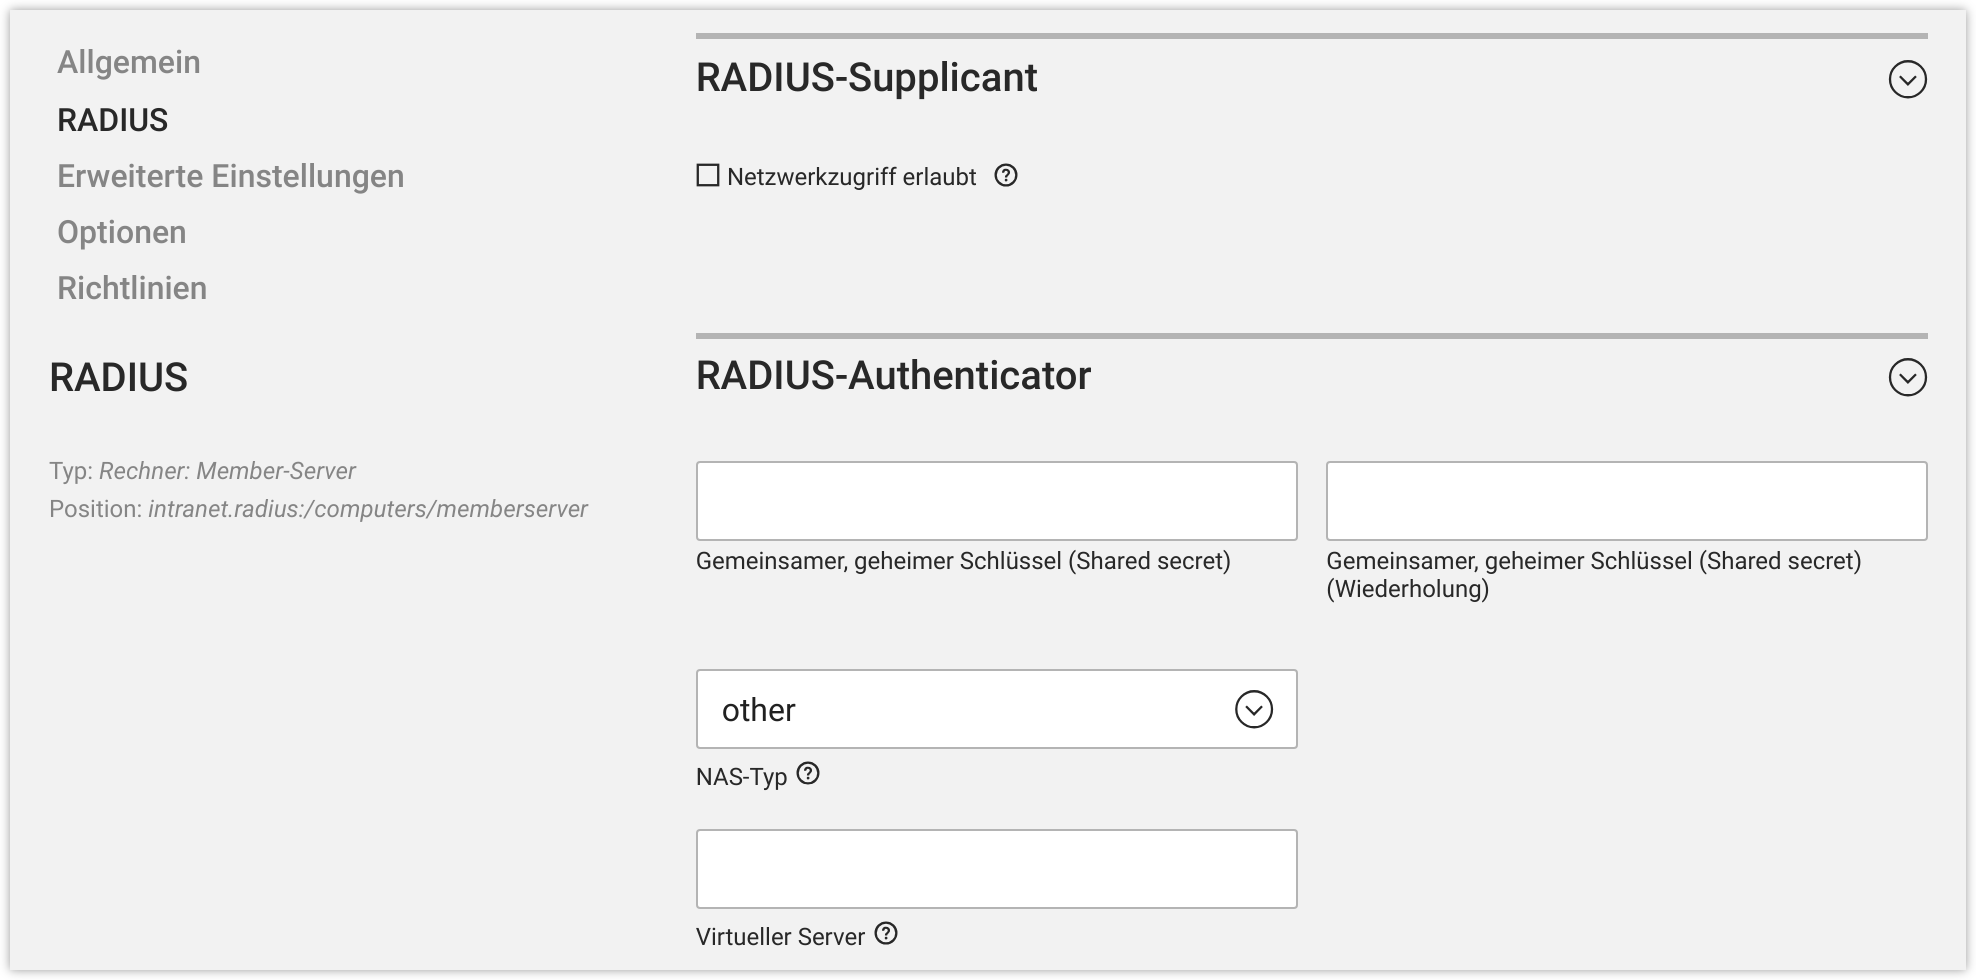 Allgemein
RADIUS
Erweiterte Einstellungen
Optionen
Richtlinien
RADIUS
Typ: Rechner: Member-Server
Position: intranet.radius:/computers/memberserver
RADIUS-Supplicant
Netzwerkzugriff erlaubt
RADIUS-Authenticator
Gemeinsamer, geheimer Schlüssel (Shared secret)
Gemeinsamer, geheimer Schlüssel (Shared secret)
(Wiederholung)
other
NAS-Typ
Virtueller Server